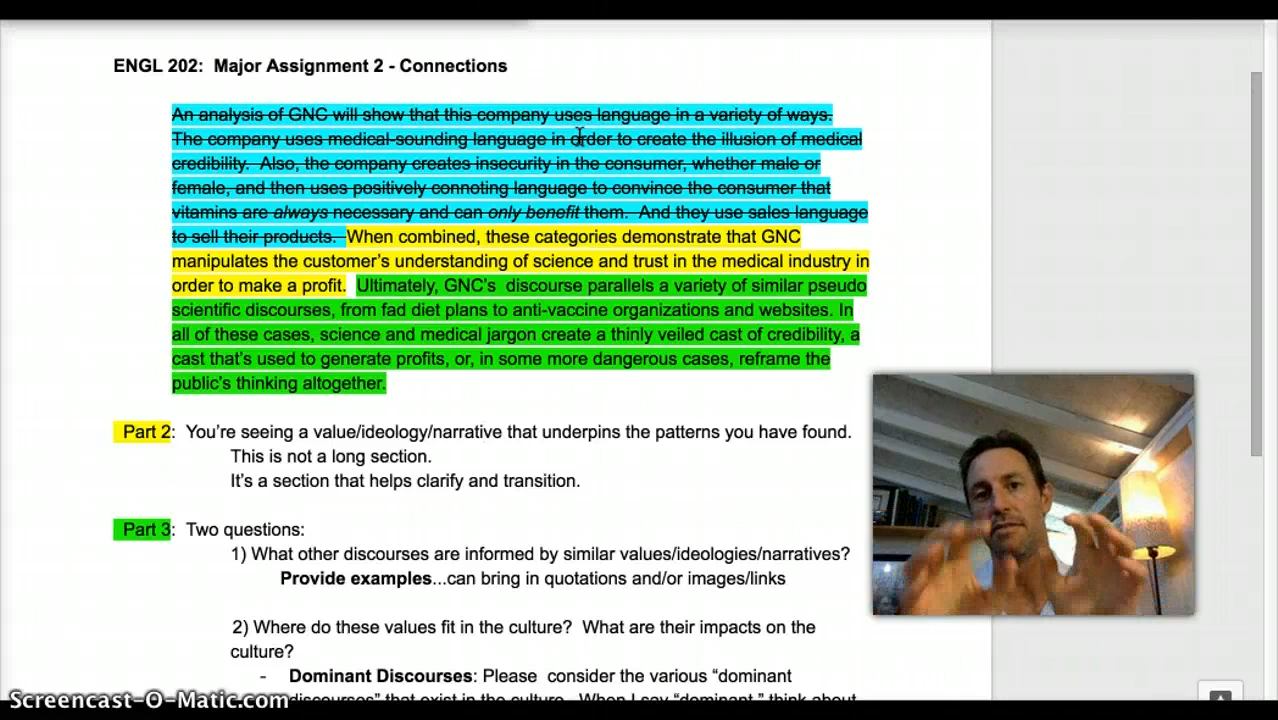 ENGL 202: Major Assignment 2 - Connections
An analysis of GNC will show that this company uses language in a variety of ways.
The company uses medical-sounding language in order to create the illusion of medical
credibility. Also, the company creates insecurity in the consumer, whether male or
female, and then uses positively connoting language to convince the consumer that
vitamins are always necessary and can only benefit them. And they use sales language
to sell their products. When combined, these categories demonstrate that GNC
manipulates the customer's understanding of science and trust in the medical industry in
order to make a profit. Ultimately, GNC's discourse parallels a variety of similar pseudo
scientific discourses, from fad diet plans to anti-vaccine organizations and websites. In
all of these cases, science and medical jargon create a thinly veiled cast of credibility, a
cast that's used to generate profits, or, in some more dangerous cases, reframe the
public's thinking altogether.
Part 2: You're seeing a value/ideology/narrative that underpins the patterns you have found.
This is not a long section.
It's a section that helps clarify and transition.
Part 3: Two questions:
1) What other discourses are informed by similar values/ideologies/narratives?
Provide examples...can bring in quotations and/or images/links
2) Where do these values fit in the culture? What are their impacts on the
culture?
- Dominant Discourses: Please consider the various "dominant
discourses" that exist in the culture. When I say "dominant," think about
Screencast-O-Matic.com